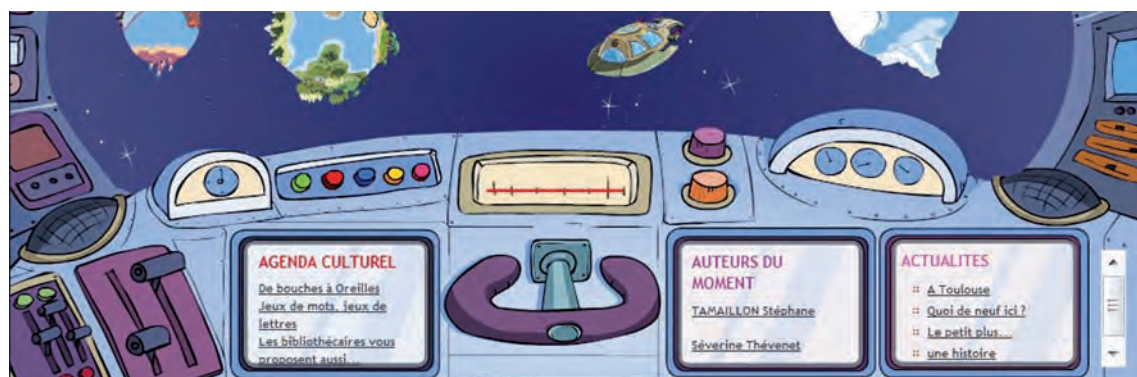 AGENDA CULTUREL
De bouches à Oreilles
Jeux de mots, jeux de
lettres
Les bibliothécaires vous
proposent aussi...
AUTEURS DU
MOMENT
TAMAILLON Stéphane
Séverine Thévenet
ACTUALITES
A Toulouse
Quoi de neuf ici ?
Le petit plus...
une histoire